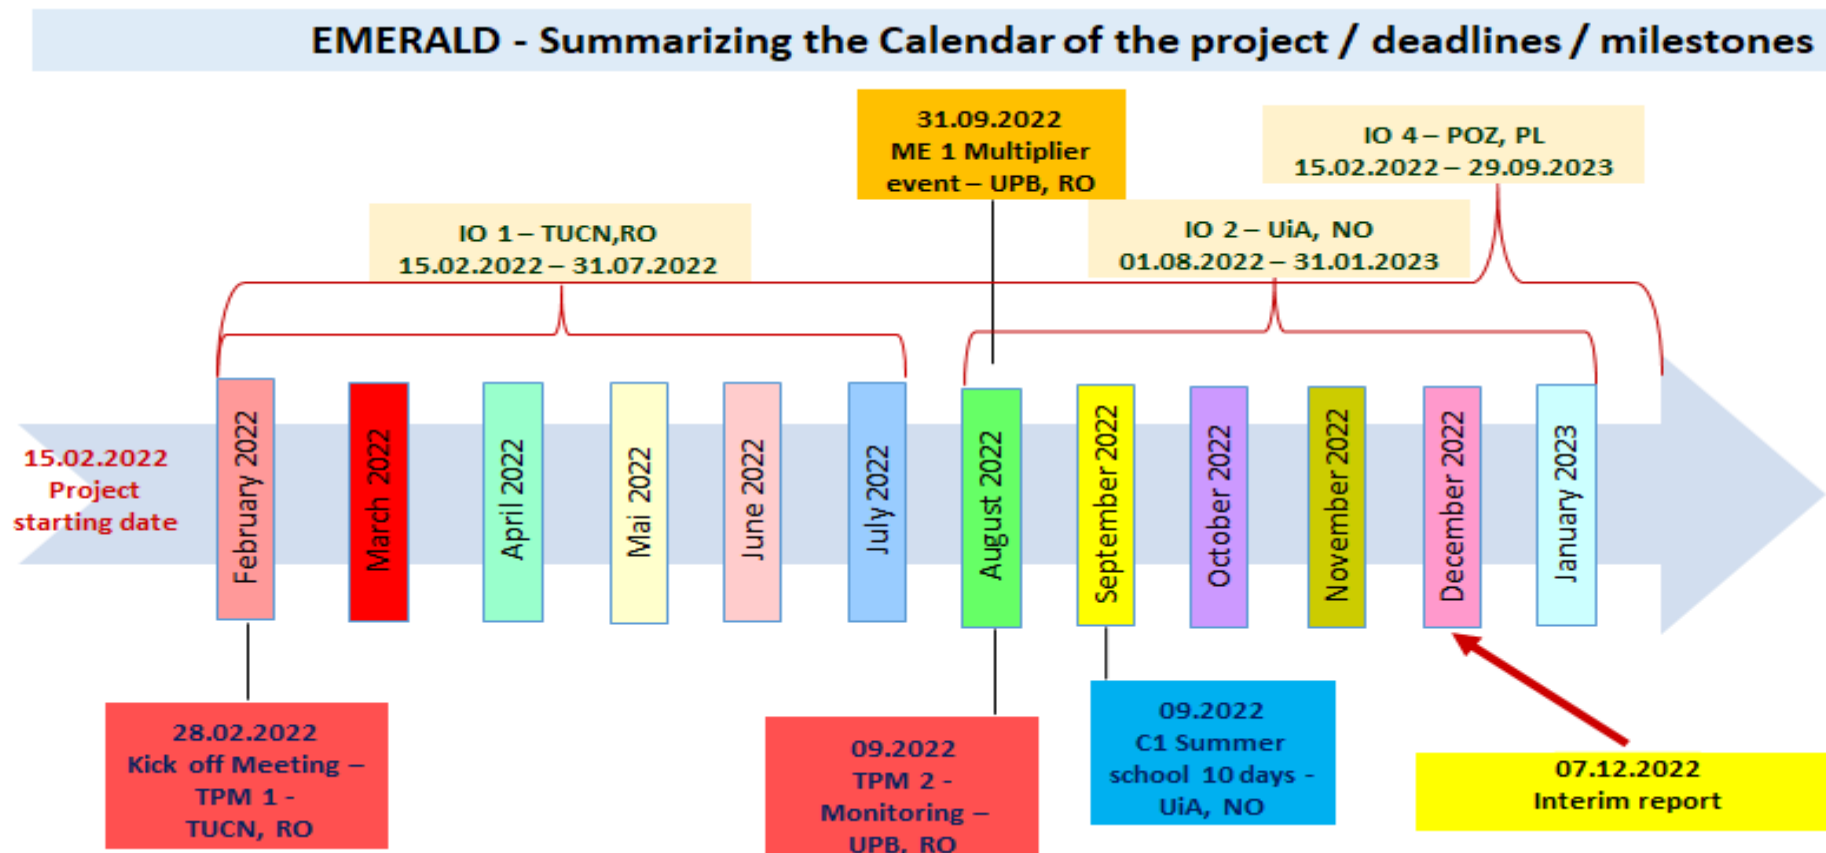 EMERALD - Summarizing the Calendar of the project / deadlines / milestones
31.09.2022
ME 1 Multiplier
event – UPB, RO
IO 4 – POZ, PL
15.02.2022 – 29.09.2023
IO 1 – TUCN,RO
15.02.2022 – 31.07.2022
IO 2 – UiA, NO
01.08.2022 – 31.01.2023
15.02.2022
Project
starting date
February 2022
March 2022
April 2022
Mai 2022
June 2022
July 2022
August 2022
September 2022
October 2022
November 2022
December 2022
January 2023
28.02.2022
Kick off Meeting –
TPM 1 -
TUCN, RO
09.2022
TPM 2 -
Monitoring –
UPB, RO
09.2022
C1 Summer
school 10 days -
UiA, NO
07.12.2022
Interim report